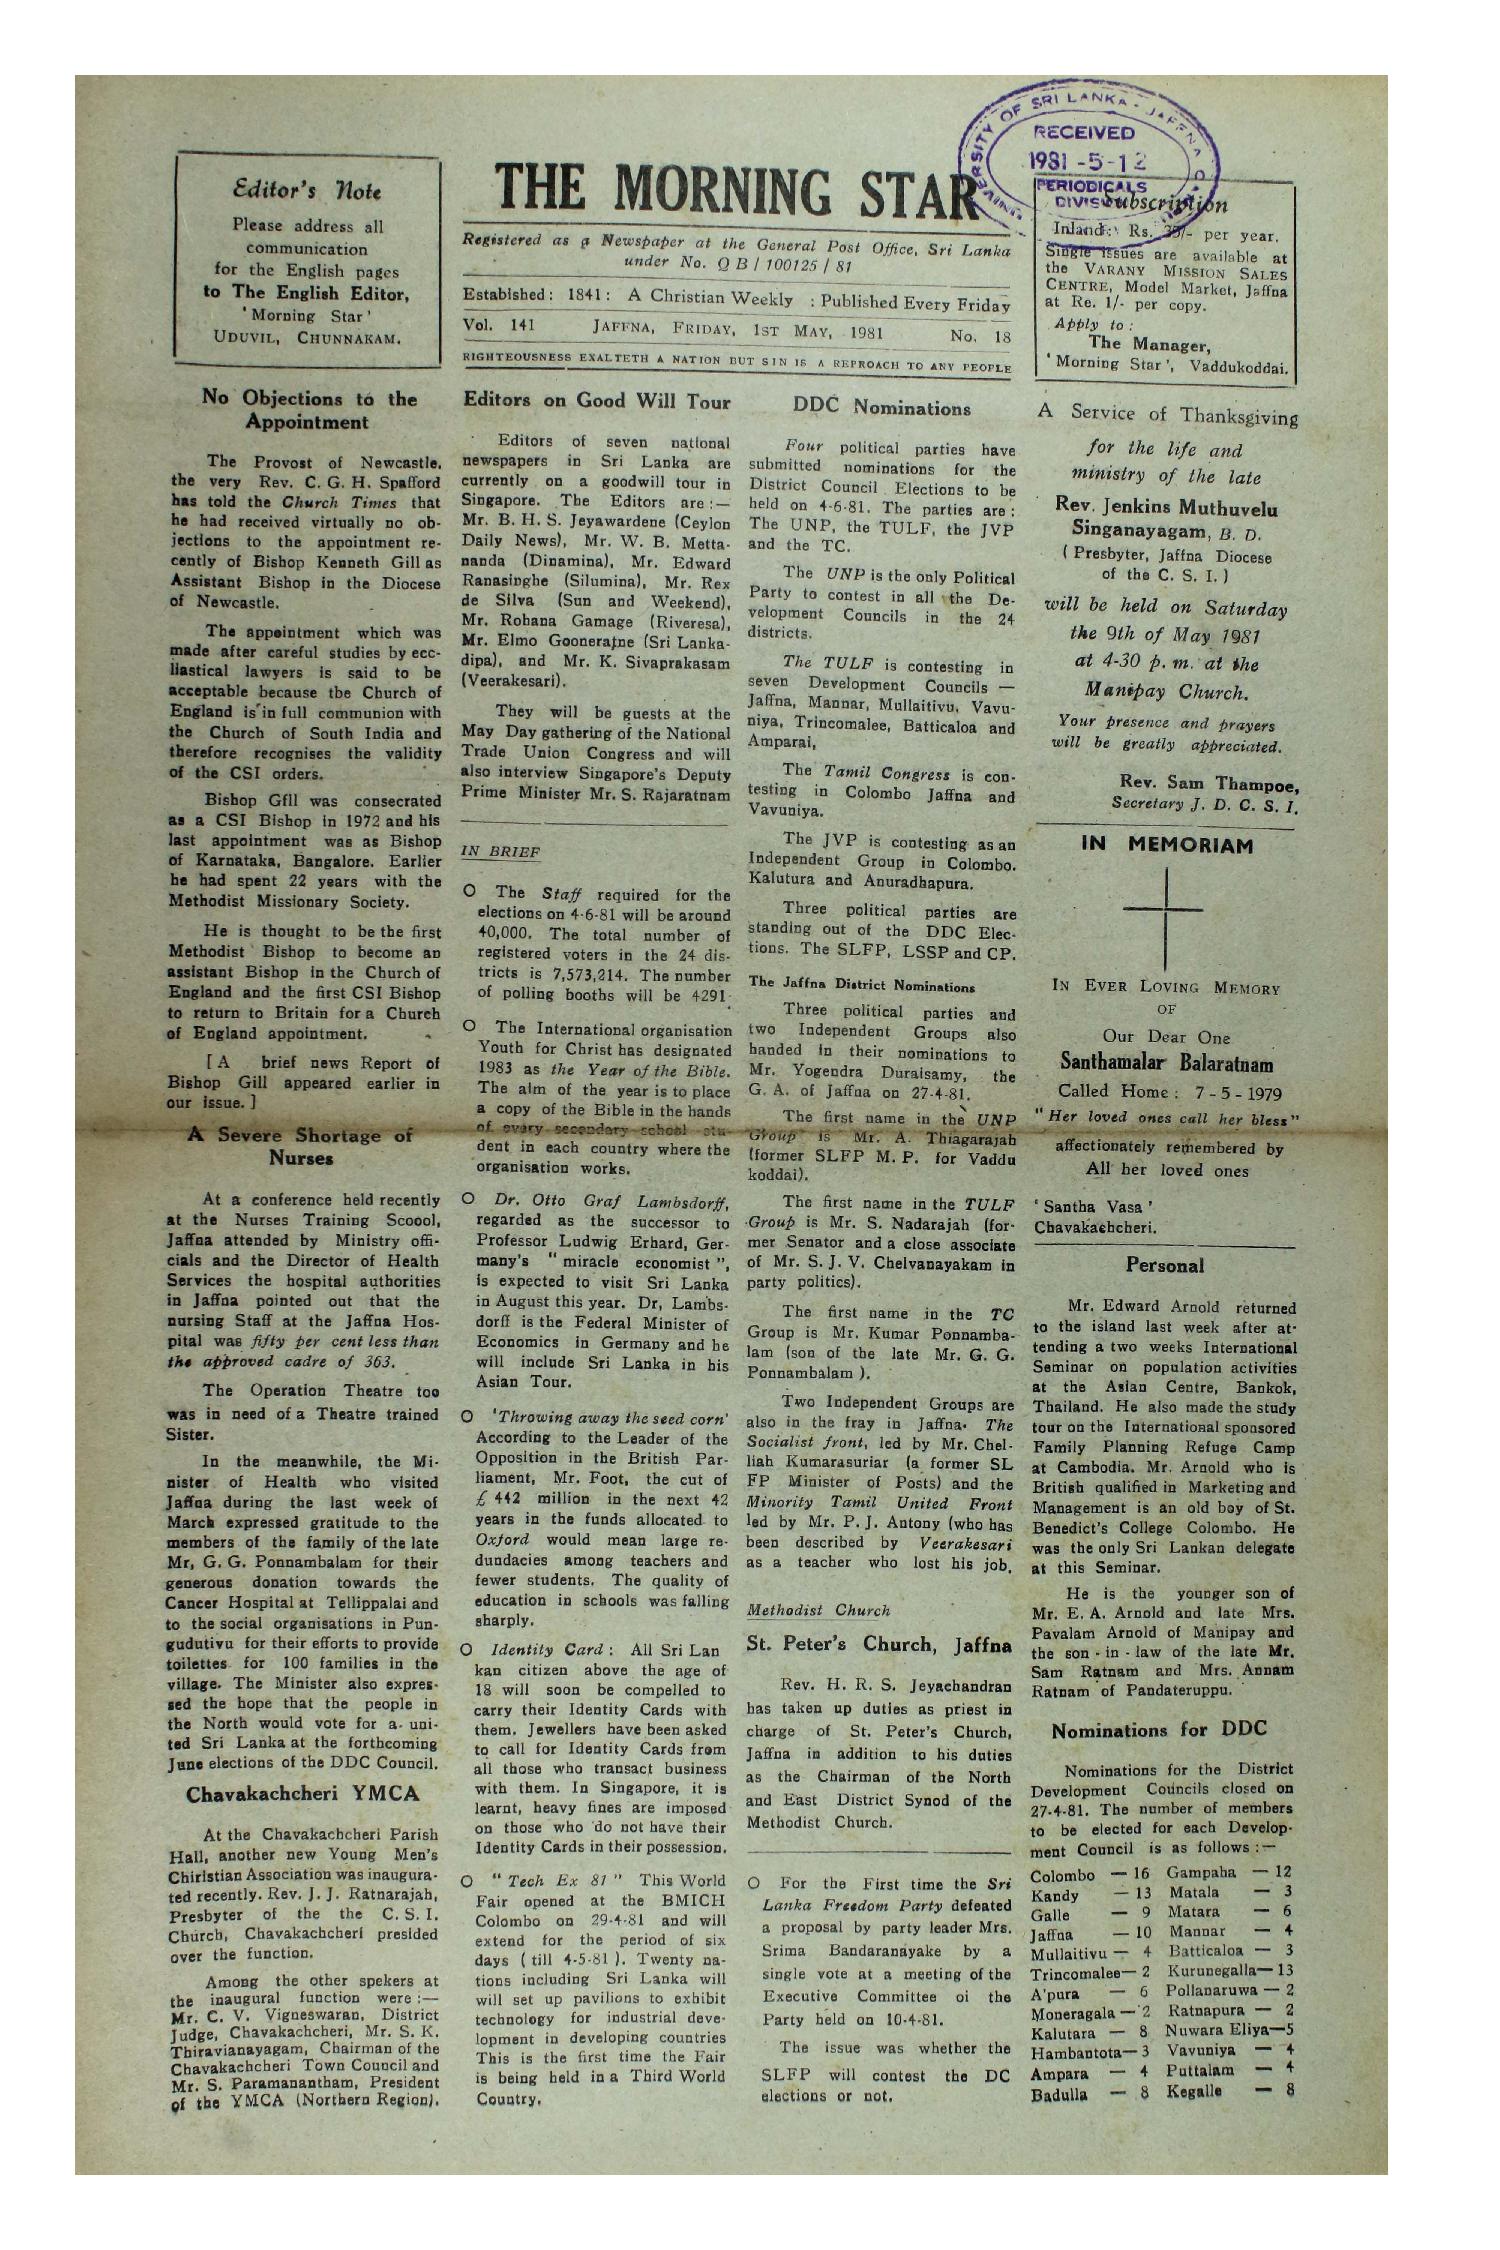 UNIVERSITY OF SRI LANKA - JAFFNA
RECEIVED
1981-5-12
PERIODICALS
DIVISION
Editor's Note
Please address all
communication
for the English pages
to The English Editor,
'Morning Star'
UDUVIL, CHUNNAKAM.
THE MORNING STAR
Registered as a Newspaper at the General Post Office, Sri Lanka
under No. Q B / 100125 / 81
Established: 1841: A Christian Weekly : Published Every Friday
Vol. 141 JAFFNA, FRIDAY, 1ST MAY, 1981 No. 18
RIGHTEOUSNESS EXALTETH A NATION BUT SIN IS A REPROACH TO ANY PEOPLE
Subscription
Inland: Rs. 35/- per year.
Single issues are available at
the VARANY MISSION SALES
CENTRE, Model Market, Jaffna
at Re. 1/- per copy.
Apply to:
The Manager,
'Morning Star', Vaddukoddai.
No Objections to the
Appointment
The Provost of Newcastle,
the very Rev. C. G. H. Spafford
has told the Church Times that
he had received virtually no ob-
jections to the appointment re-
cently of Bishop Kenneth Gill as
Assistant Bishop in the Diocese
of Newcastle.
The appointment which was
made after careful studies by ecc-
liastical lawyers is said to be
acceptable because the Church of
England is in full communion with
the Church of South India and
therefore recognises the validity
of the CSI orders.
Bishop Gill was consecrated
as a CSI Bishop in 1972 and his
last appointment was as Bishop
of Karnataka, Bangalore. Earlier
he had spent 22 years with the
Methodist Missionary Society.
He is thought to be the first
Methodist Bishop to become an
assistant Bishop in the Church of
England and the first CSI Bishop
to return to Britain for a Church
of England appointment.
[ A brief news Report of
Bishop Gill appeared earlier in
our issue. ]
A Severe Shortage of
Nurses
At a conference held recently
at the Nurses Training Scoool,
Jaffna attended by Ministry offi-
cials and the Director of Health
Services the hospital authorities
in Jaffna pointed out that the
nursing Staff at the Jaffna Hos-
pital was fifty per cent less than
the approved cadre of 363.
The Operation Theatre too
was in need of a Theatre trained
Sister.
In the meanwhile, the Mi-
nister of Health who visited
Jaffna during the last week of
March expressed gratitude to the
members of the family of the late
Mr, G. G. Ponnambalam for their
generous donation towards the
Cancer Hospital at Tellippalai and
to the social organisations in Pun-
gudutivu for their efforts to provide
toilettes for 100 families in the
village. The Minister also expres-
sed the hope that the people in
the North would vote for a uni-
ted Sri Lanka at the forthcoming
June elections of the DDC Council.
Chavakachcheri YMCA
At the Chavakachcheri Parish
Hall, another new Young Men's
Chiristian Association was inaugura-
ted recently. Rev. J. J. Ratnarajah,
Presbyter of the the C. S. I.
Church, Chavakachcheri presided
over the function.
Among the other spekers at
the inaugural function were :—
Mr. C. V. Vigneswaran, District
Judge, Chavakachcheri, Mr. S. K.
Thiravianayagam, Chairman of the
Chavakachcheri Town Council and
Mr. S. Paramanantham, President
of the YMCA (Northern Region).
Editors on Good Will Tour
Editors of seven national
newspapers in Sri Lanka are
currently on a goodwill tour in
Singapore. The Editors are :—
Mr. B. H. S. Jeyawardene (Ceylon
Daily News), Mr. W. B. Metta-
nanda (Dinamina), Mr. Edward
Ranasinghe (Silumina), Mr. Rex
de Silva (Sun and Weekend),
Mr. Rohana Gamage (Riveresa),
Mr. Elmo Gooneratne (Sri Lanka-
dipa), and Mr. K. Sivaprakasam
(Veerakesari).
They will be guests at the
May Day gathering of the National
Trade Union Congress and will
also interview Singapore's Deputy
Prime Minister Mr. S. Rajaratnam
IN BRIEF
O The Staff required for the
elections on 4-6-81 will be around
40,000. The total number of
registered voters in the 24 dis-
tricts is 7,573,214. The number
of polling booths will be 4291
O The International organisation
Youth for Christ has designated
1983 as the Year of the Bible.
The aim of the year is to place
a copy of the Bible in the hands
of every secondary school stu-
dent in each country where the
organisation works.
O Dr. Otto Graf Lambsdorff,
regarded as the successor to
Professor Ludwig Erhard, Ger-
many's "miracle economist",
is expected to visit Sri Lanka
in August this year. Dr, Lambs-
dorff is the Federal Minister of
Economics in Germany and he
will include Sri Lanka in his
Asian Tour.
O 'Throwing away the seed corn'
According to the Leader of the
Opposition in the British Par-
liament, Mr. Foot, the cut of
£ 442 million in the next 42
years in the funds allocated to
Oxford would mean large re-
dundacies among teachers and
fewer students. The quality of
education in schools was falling
sharply.
O Identity Card : All Sri Lan
kan citizen above the age of
18 will soon be compelled to
carry their Identity Cards with
them. Jewellers have been asked
to call for Identity Cards from
all those who transact business
with them. In Singapore, it is
learnt, heavy fines are imposed
on those who do not have their
Identity Cards in their possession.
O "Tech Ex 81" This World
Fair opened at the BMICH
Colombo on 29-4-81 and will
extend for the period of six
days ( till 4-5-81 ). Twenty na-
tions including Sri Lanka will
will set up pavilions to exhibit
technology for industrial deve-
lopment in developing countries
This is the first time the Fair
is being held in a Third World
Country.
DDC Nominations
Four political parties have
submitted nominations for the
District Council Elections to be
held on 4-6-81. The parties are :
The UNP, the TULF, the JVP
and the TC.
The UNP is the only Political
Party to contest in all the De-
velopment Councils in the 24
districts.
The TULF is contesting in
seven Development Councils —
Jaffna, Mannar, Mullaitivu, Vavu-
niya, Trincomalee, Batticaloa and
Amparai,
The Tamil Congress is con-
testing in Colombo Jaffna and
Vavuniya.
The JVP is contesting as an
Independent Group in Colombo.
Kalutura and Anuradhapura.
Three political parties are
standing out of the DDC Elec-
tions. The SLFP, LSSP and CP.
The Jaffna District Nominations
Three political parties and
two Independent Groups also
handed in their nominations to
Mr. Yogendra Duraisamy, the
G. A. of Jaffna on 27-4-81.
The first name in the UNP
Group is Mr. A. Thiagarajah
(former SLFP M. P. for Vaddu
koddai).
The first name in the TULF
Group is Mr. S. Nadarajah (for-
mer Senator and a close associate
of Mr. S. J. V. Chelvanayakam in
party politics).
The first name in the TC
Group is Mr. Kumar Ponnamba-
lam (son of the late Mr. G. G.
Ponnambalam ).
Two Independent Groups are
also in the fray in Jaffna. The
Socialist front, led by Mr. Chel-
liah Kumarasuriar (a former SL
FP Minister of Posts) and the
Minority Tamil United Front
led by Mr. P. J. Antony (who has
been described by Veerakesari
as a teacher who lost his job,
Methodist Church
St. Peter's Church, Jaffna
Rev. H. R. S. Jeyachandran
has taken up duties as priest in
charge of St. Peter's Church,
Jaffna in addition to his duties
as the Chairman of the North
and East District Synod of the
Methodist Church.
O For the First time the Sri
Lanka Freedom Party defeated
a proposal by party leader Mrs.
Srima Bandaranayake by a
single vote at a meeting of the
Executive Committee oi the
Party held on 10-4-81.
The issue was whether the
SLFP will contest the DC
elections or not.
A Service of Thanksgiving
for the life and
ministry of the late
Rev. Jenkins Muthuvelu
Singanayagam, B. D.
( Presbyter, Jaffna Diocese
of the C. S. I. )
will be held on Saturday
the 9th of May 1981
at 4-30 p. m. at the
Manipay Church.
Your presence and prayers
will be greatly appreciated.
Rev. Sam Thampoe,
Secretary J. D. C. S. I.
IN MEMORIAM
IN EVER LOVING MEMORY
OF
Our Dear One
Santhamalar Balaratnam
Called Home : 7 - 5 - 1979
"Her loved ones call her bless"
affectionately remembered by
All her loved ones
'Santha Vasa'
Chavakachcheri.
Personal
Mr. Edward Arnold returned
to the island last week after at-
tending a two weeks International
Seminar on population activities
at the Asian Centre, Bankok,
Thailand. He also made the study
tour on the International sponsored
Family Planning Refuge Camp
at Cambodia. Mr. Arnold who is
British qualified in Marketing and
Management is an old boy of St.
Benedict's College Colombo. He
was the only Sri Lankan delegate
at this Seminar.
He is the younger son of
Mr. E. A. Arnold and late Mrs.
Pavalam Arnold of Manipay and
the son - in - law of the late Mr.
Sam Ratnam and Mrs. Annam
Ratnam of Pandateruppu.
Nominations for DDC
Nominations for the District
Development Councils closed on
27-4-81. The number of members
to be elected for each Develop-
ment Council is as follows :—
Colombo — 16 Gampaha — 12
Kandy — 13 Matala — 3
Galle — 9 Matara — 6
Jaffna — 10 Mannar — 4
Mullaitivu — 4 Batticaloa — 3
Trincomalee— 2 Kurunegalla— 13
A'pura — 6 Pollanaruwa — 2
Moneragala — 2 Ratnapura — 2
Kalutara — 8 Nuwara Eliya—5
Hambantota— 3 Vavuniya — 4
Ampara — 4 Puttalam — 4
Badulla — 8 Kegalle — 8